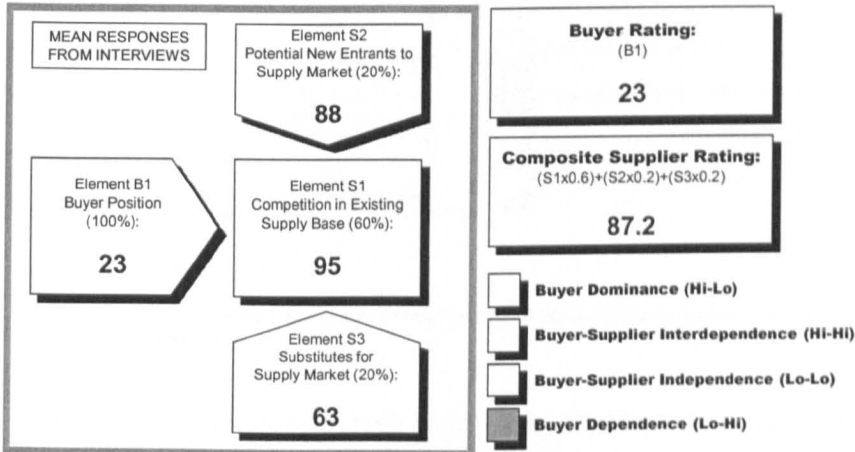 MEAN RESPONSES
FROM INTERVIEWS
Element S2
Potential New Entrants to
Supply Market (20%):
88
Element B1
Buyer Position
(100%):
23
Element S1
Competition in Existing
Supply Base (60%):
95
Element S3
Substitutes for
Supply Market (20%):
63
Buyer Rating:
(B1)
23
Composite Supplier Rating:
(S1x0.6)+(S2x0.2)+(S3x0.2)
87.2
Buyer Dominance (Hi-Lo)
Buyer-Supplier Interdependence (Hi-Hi)
Buyer-Supplier Independence (Lo-Lo)
Buyer Dependence (Lo-Hi)